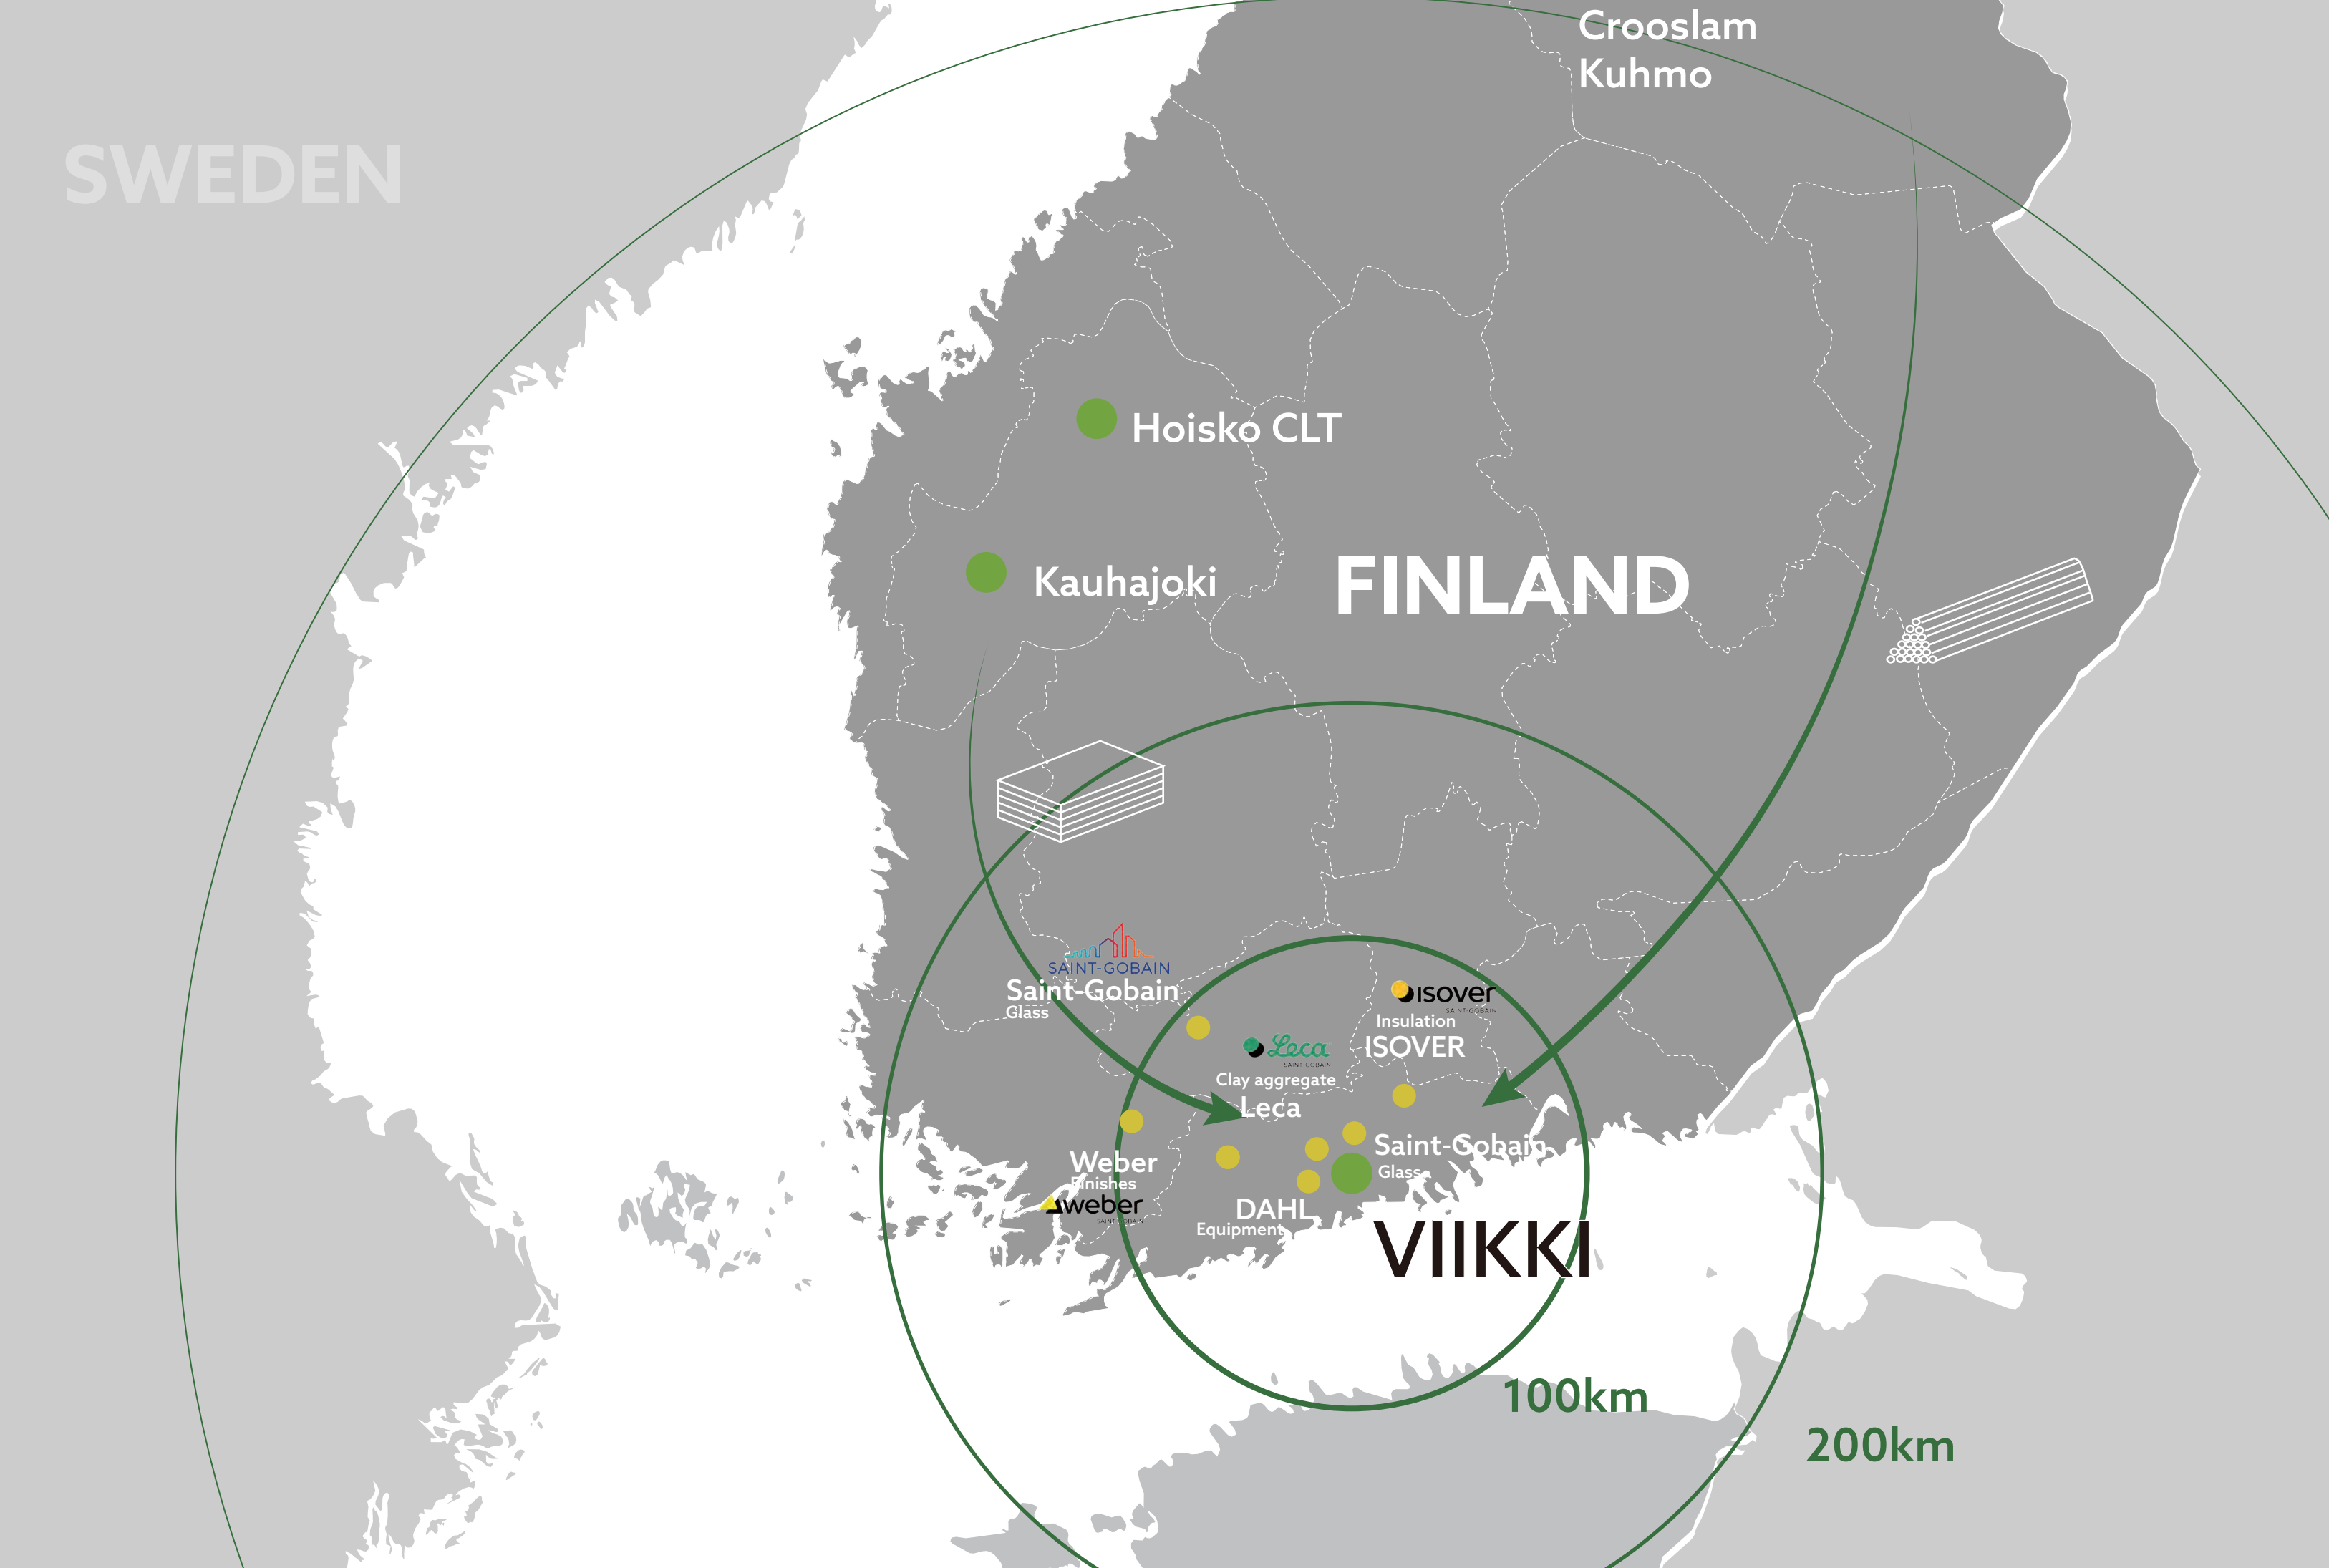 Crooslam
Kuhmo
SWEDEN
Hoisko CLT
FINLAND
Kauhajoki
SAINT-GOBAIN
Saint-Gobain
Glass
isover
SAINT-GOBAIN
Insulation
ISOVER
Leca
SAINT-GOBAIN
Clay aggregate
Leca
Saint-Gobain
Glass
Weber
Finishes
weber
SAINT-GOBAIN
DAHL
Equipment
VIIKKI
100km
200km